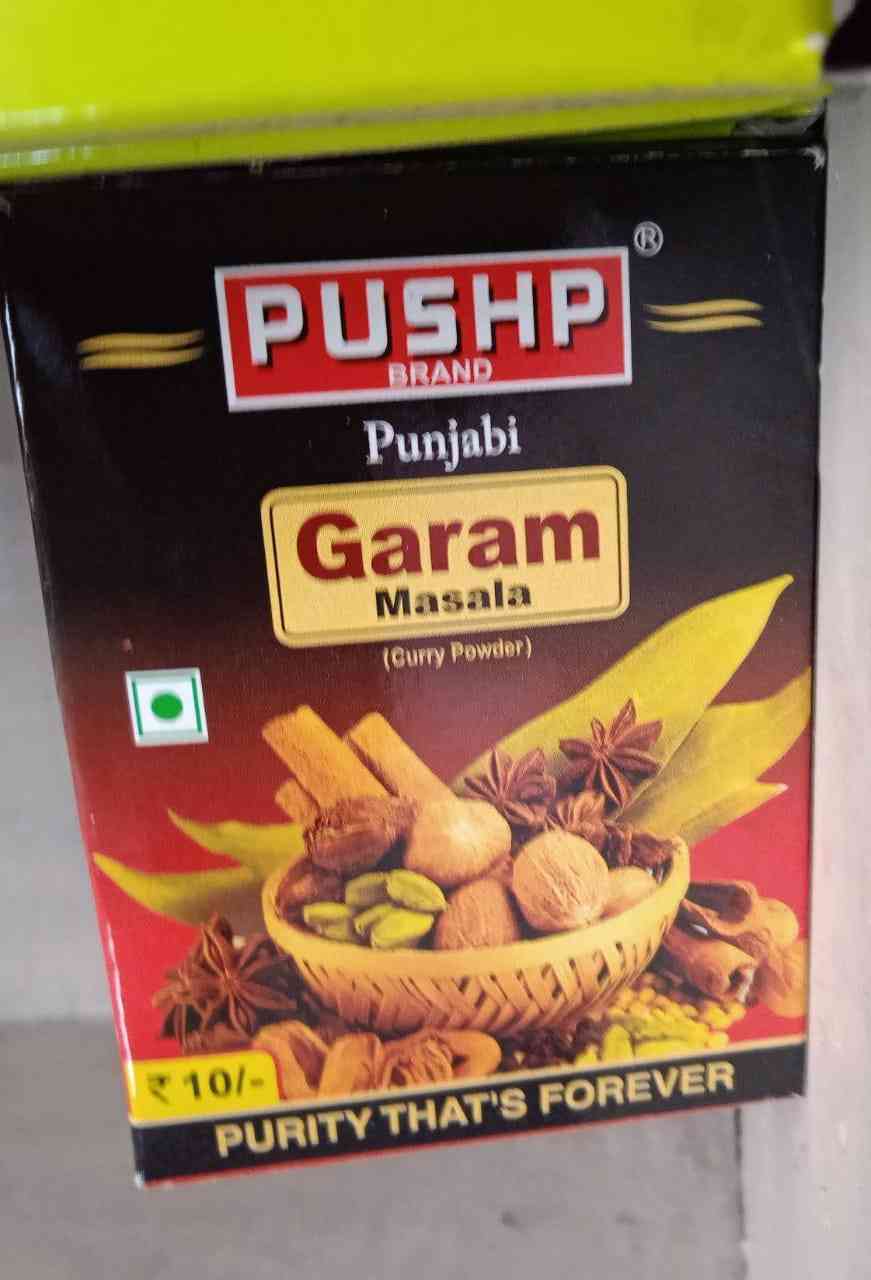 PUSHP ®
BRAND
Punjabi
Garam
Masala
(Curry Powder)
₹ 10/-
PURITY THAT'S FOREVER